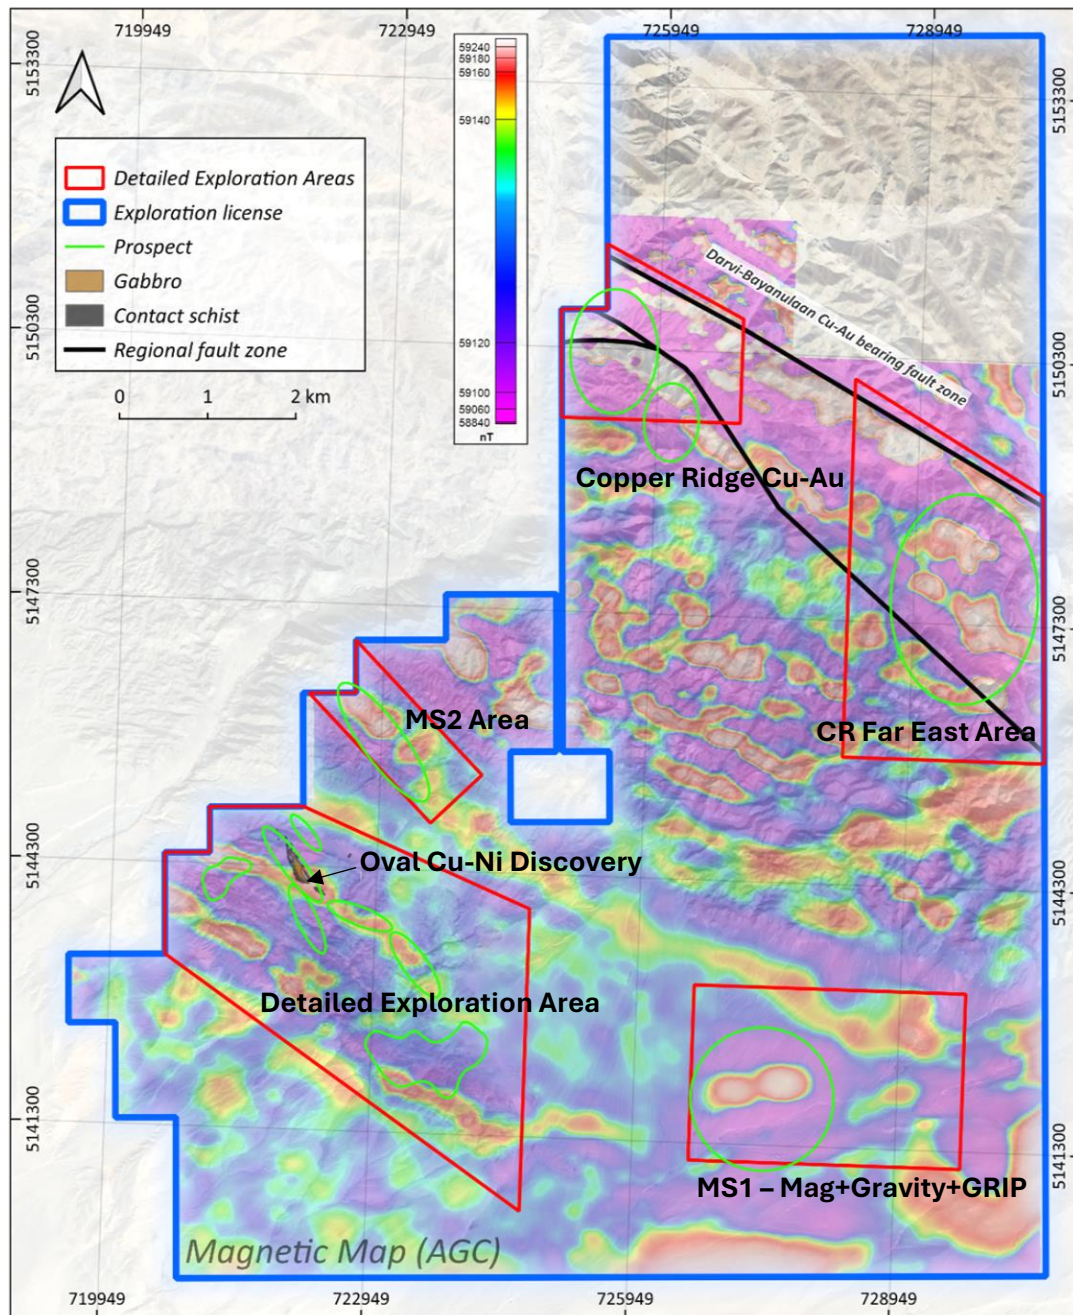 719949
722949
725949
728949
5153300
5153300
59240
59180
59160
59140
59120
59100
59060
58840
nT
Detailed Exploration Areas
Exploration license
Prospect
Gabbro
Contact schist
Regional fault zone
0 1 2 km
Darvi-Bayanulaan Cu-Au bearing fault zone
5150300
5150300
Copper Ridge Cu-Au
5147300
5147300
MS2 Area
CR Far East Area
Oval Cu-Ni Discovery
5144300
5144300
Detailed Exploration Area
5141300
5141300
MS1 – Mag+Gravity+GRIP
Magnetic Map (AGC)
719949
722949
725949
728949